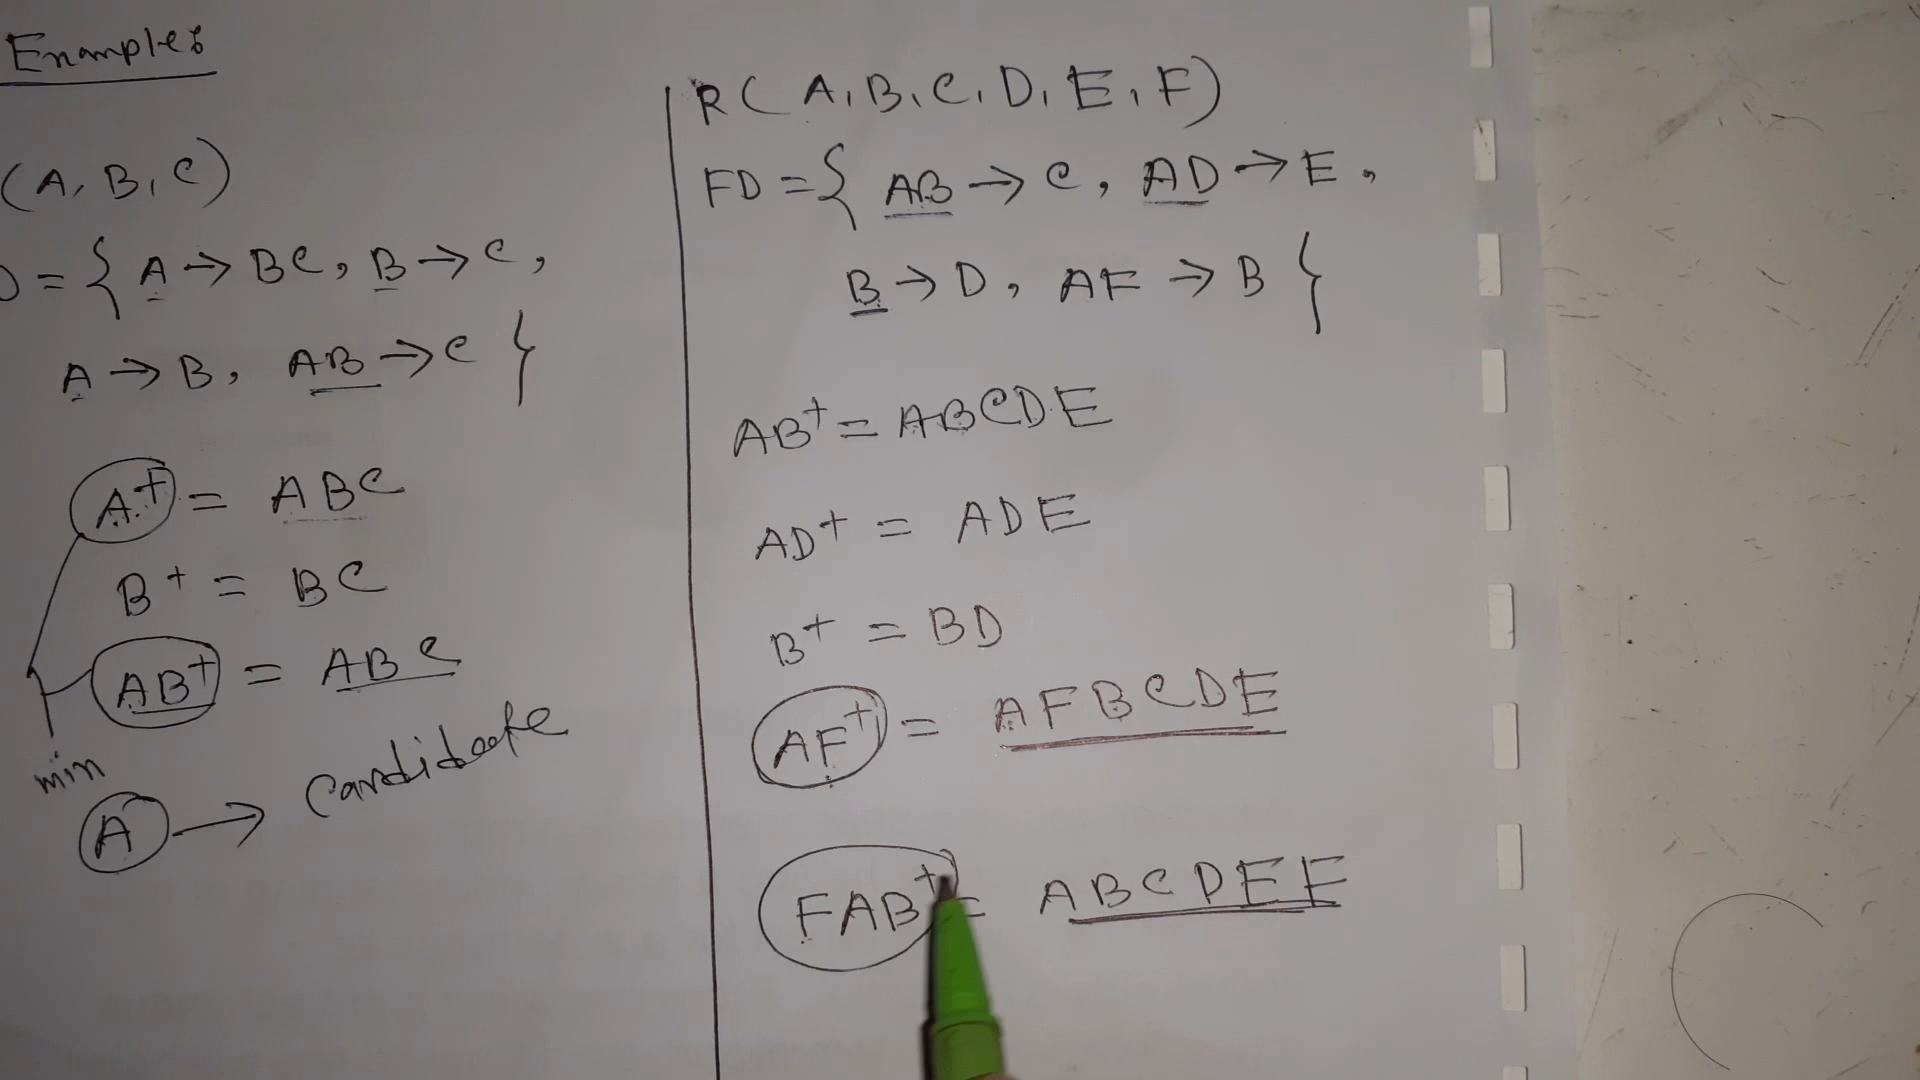 Examples
(A, B, C)
D = { A → BC, B → C,
A → B, AB → C }
A+ = ABC
B+ = BC
AB+ = ABC
min
A → Candidate
R( A, B, C, D, E, F)
FD = { AB → C, AD → E,
B → D, AF → B }
AB+ = ABCDE
AD+ = ADE
B+ = BD
AF+ = AFBCDE
FAB+ = ABCDEF